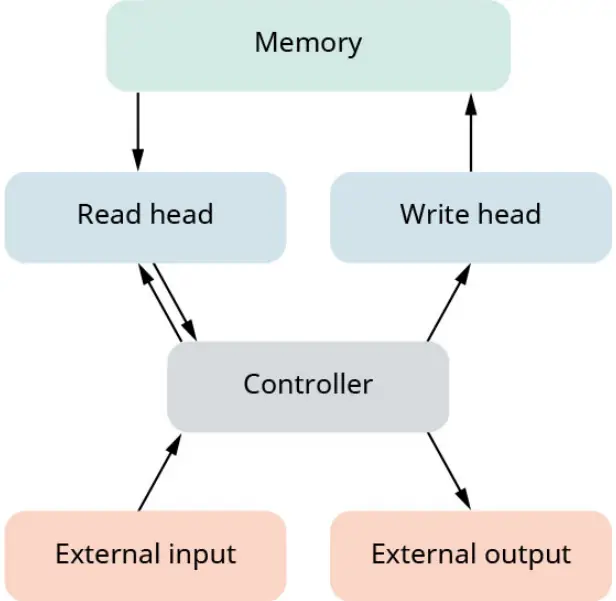 Memory
Read head
Write head
Controller
External input
External output